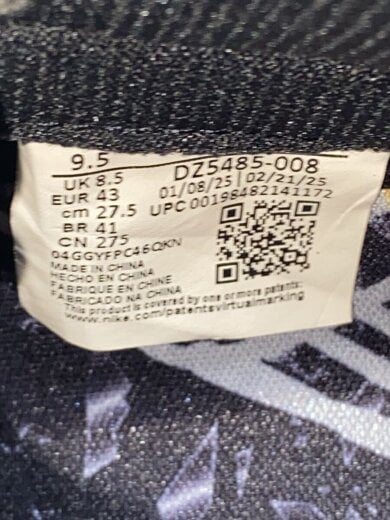 9.5 DZ5485-008
UK 8.5 01/08/25 | 02/21/25
EUR 43 UPC 00198482141172
cm 27.5
BR 41
CN 275
04GGYFPC46QKN
MADE IN CHINA
HECHO EN CHINA
FABRIQUE EN CHINE
FABRICADO NA CHINA
This product is covered by one or more patents:
www.nike.com/patentsvirtualmarking